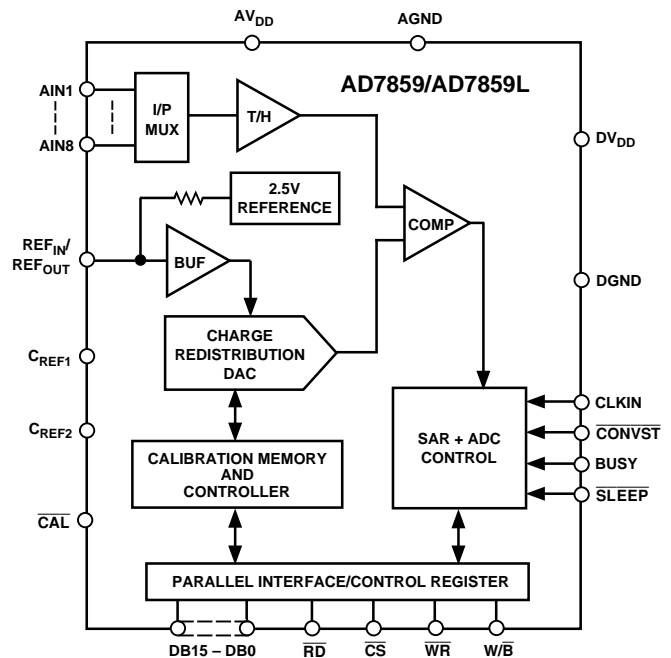 AVDD
AGND
AD7859/AD7859L
AIN1
AIN8
I/P
MUX
T/H
DVDD
2.5V
REFERENCE
COMP
REFIN/
REFOUT
BUF
DGND
CHARGE
REDISTRIBUTION
DAC
CREF1
CREF2
CALIBRATION MEMORY
AND
CONTROLLER
SAR + ADC
CONTROL
CLKIN
CONVST
BUSY
SLEEP
CAL
PARALLEL INTERFACE/CONTROL REGISTER
DB15 – DB0
RD
CS
WR
W/B